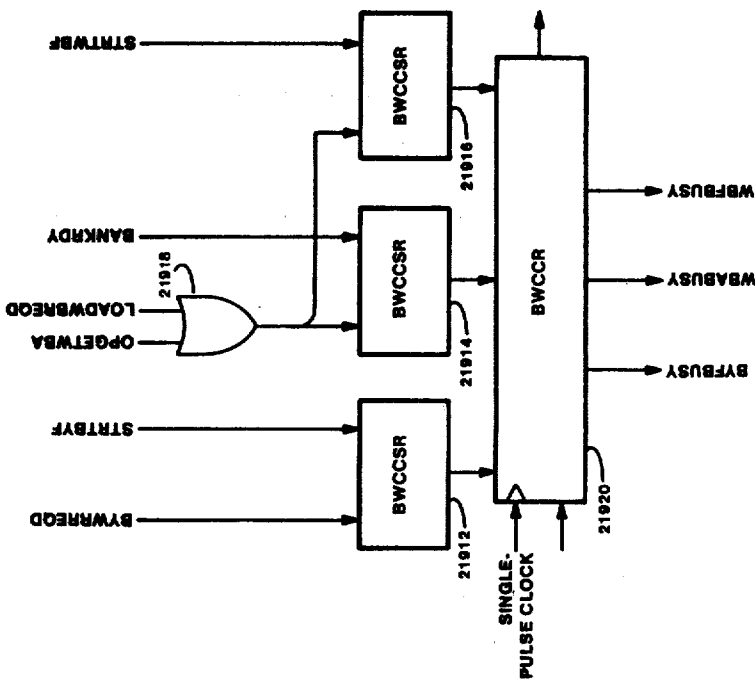 BYWRREQD
STRTBYF
OPGETWBA
LOADWBREQD
21918
BANKRDY
STRTWBF
BWCCSR
21912
BWCCSR
21914
BWCCSR
21916
SINGLE-
PULSE CLOCK
BWCCR
21920
BYFBUSY
WBABUSY
WBFBUSY